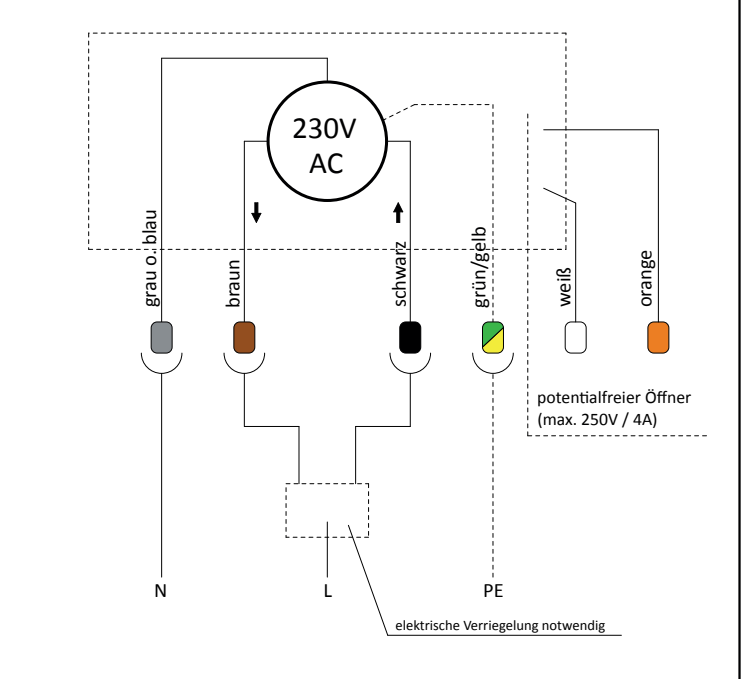 230V
AC
grau o. blau
braun
schwarz
grün/gelb
weiß
orange
potentialfreier Öffner
(max. 250V / 4A)
N
L
PE
elektrische Verriegelung notwendig